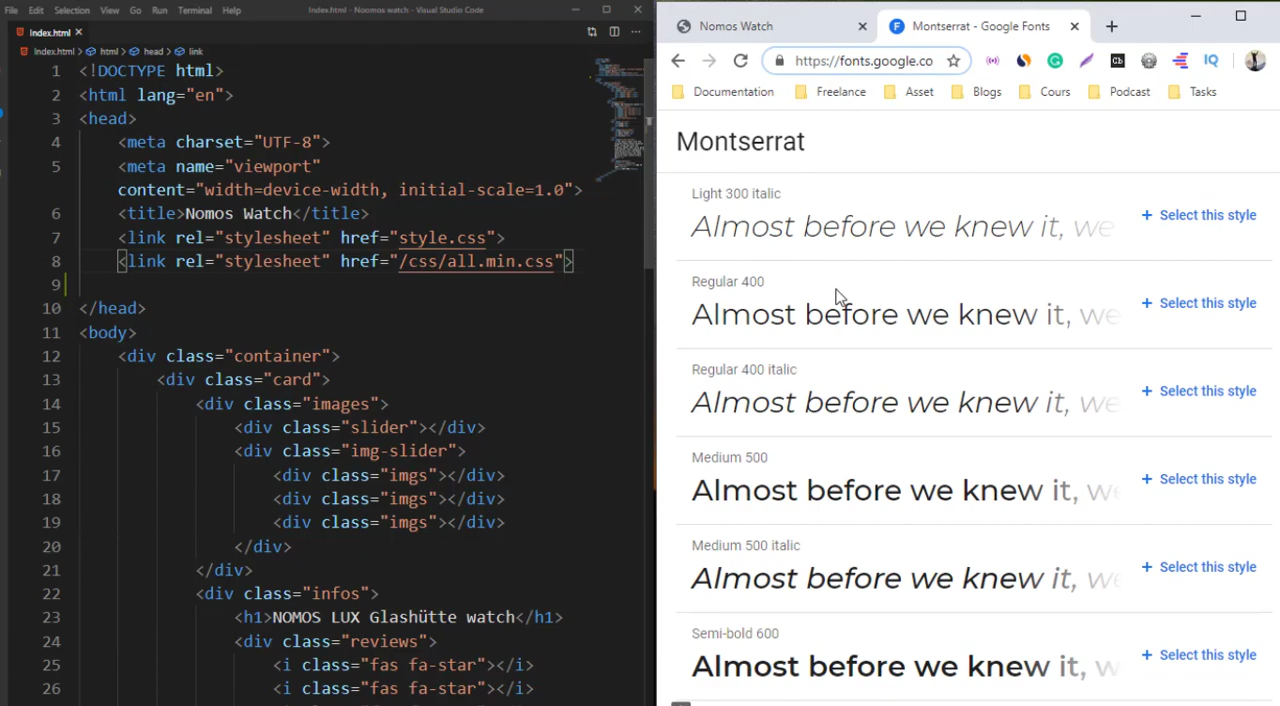 File Edit Selection View Go Run Terminal Help Index.html - Noomos watch - Visual Studio Code
Index.html
Index.html > html > head > link
1 <!DOCTYPE html>
2 <html lang="en">
3 <head>
4 <meta charset="UTF-8">
5 <meta name="viewport"
content="width=device-width, initial-scale=1.0">
6 <title>Nomos Watch</title>
7 <link rel="stylesheet" href="style.css">
8 <link rel="stylesheet" href="/css/all.min.css">
9
10 </head>
11 <body>
12 <div class="container">
13 <div class="card">
14 <div class="images">
15 <div class="slider"></div>
16 <div class="img-slider">
17 <div class="imgs"></div>
18 <div class="imgs"></div>
19 <div class="imgs"></div>
20 </div>
21 </div>
22 <div class="infos">
23 <h1>NOMOS LUX Glashütte watch</h1>
24 <div class="reviews">
25 <i class="fas fa-star"></i>
26 <i class="fas fa-star"></i>
Nomos Watch
Montserrat - Google Fonts
https://fonts.google.co
Cb
IQ
Documentation Freelance Asset Blogs Cours Podcast Tasks
Montserrat
Light 300 italic
Almost before we knew it, we
+ Select this style
Regular 400
Almost before we knew it, we
+ Select this style
Regular 400 italic
Almost before we knew it, we
+ Select this style
Medium 500
Almost before we knew it, we
+ Select this style
Medium 500 italic
Almost before we knew it, we
+ Select this style
Semi-bold 600
Almost before we knew it, w
+ Select this style